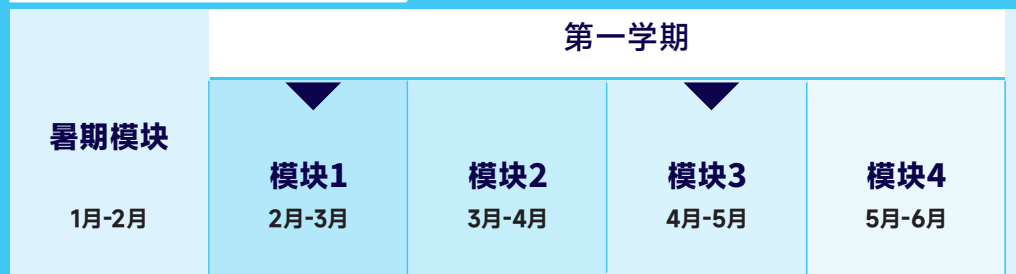 第一学期
暑期模块
模块1
模块2
模块3
模块4
1月-2月
2月-3月
3月-4月
4月-5月
5月-6月